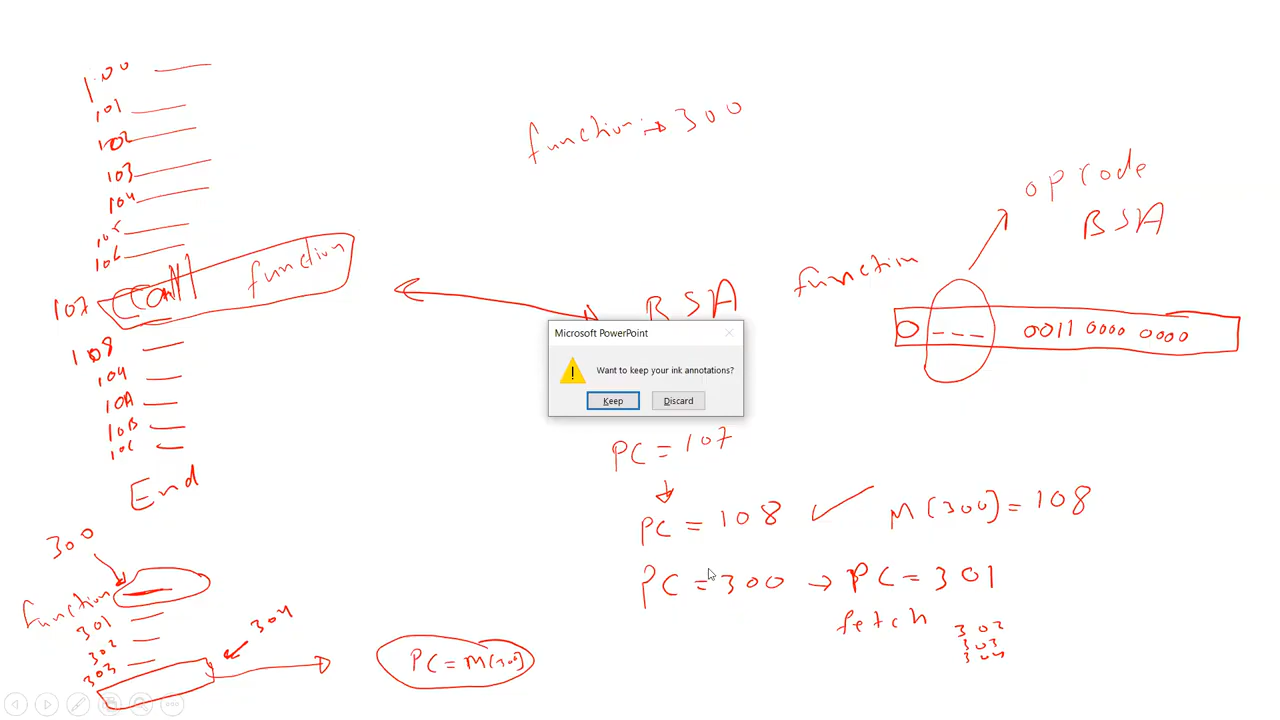 100
101
102
103
104
105
106
107 Call function
108
109
10A
10B
10C
End
300
function
301
302
303
304
PC = M(300)
function → 300
BSA
function
opcode
BSA
0 _ _ _ 0011 0000 0000
Microsoft PowerPoint
Want to keep your ink annotations?
Keep
Discard
PC = 107
PC = 108
M(300) = 108
PC = 300 → PC = 301
fetch
302
303
304